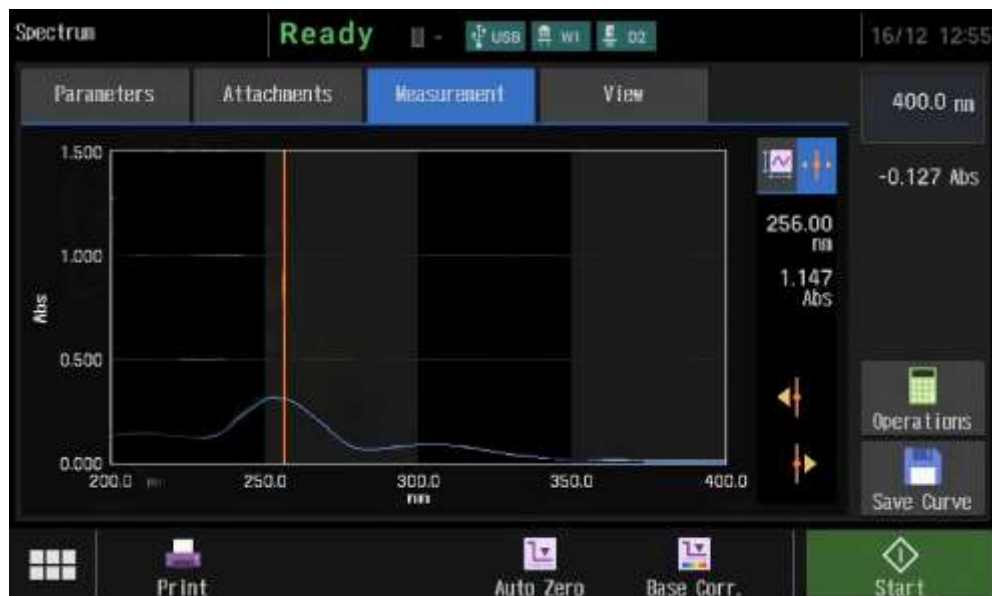 Spectrum
Ready
-
USB
W1
D2
16/12 12:55
Parameters
Attachments
Measurement
View
400.0 nm
-0.127 Abs
1.500
1.000
0.500
0.000
Abs
200.0
250.0
300.0
350.0
400.0
nm
256.00
nm
1.147
Abs
Operations
Save Curve
Print
Auto Zero
Base Corr.
Start